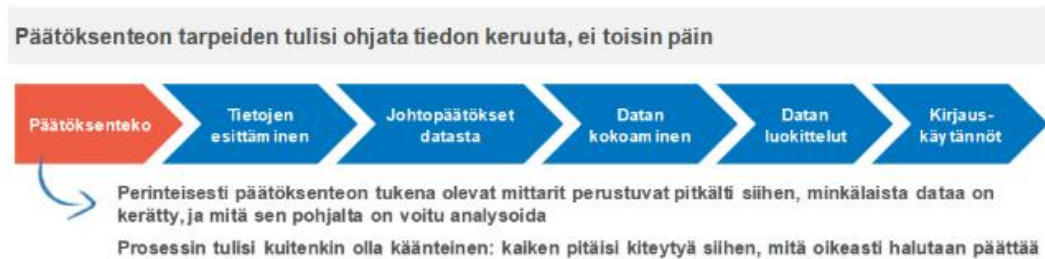 Päätöksenteon tarpeiden tulisi ohjata tiedon keruuta, ei toisin päin
Päätöksenteko
Tietojen
esittäminen
Johtopäätökset
datasta
Datan
kokoaminen
Datan
luokittelut
Kirjaus-
käytännöt
Perinteisesti päätöksenteon tukena olevat mittarit perustuvat pitkälti siihen, minkälaista dataa on
kerätty, ja mitä sen pohjalta on voitu analysoida
Prosessin tulisi kuitenkin olla käänteinen: kaiken pitäisi kiteytyä siihen, mitä oikeasti halutaan päättää